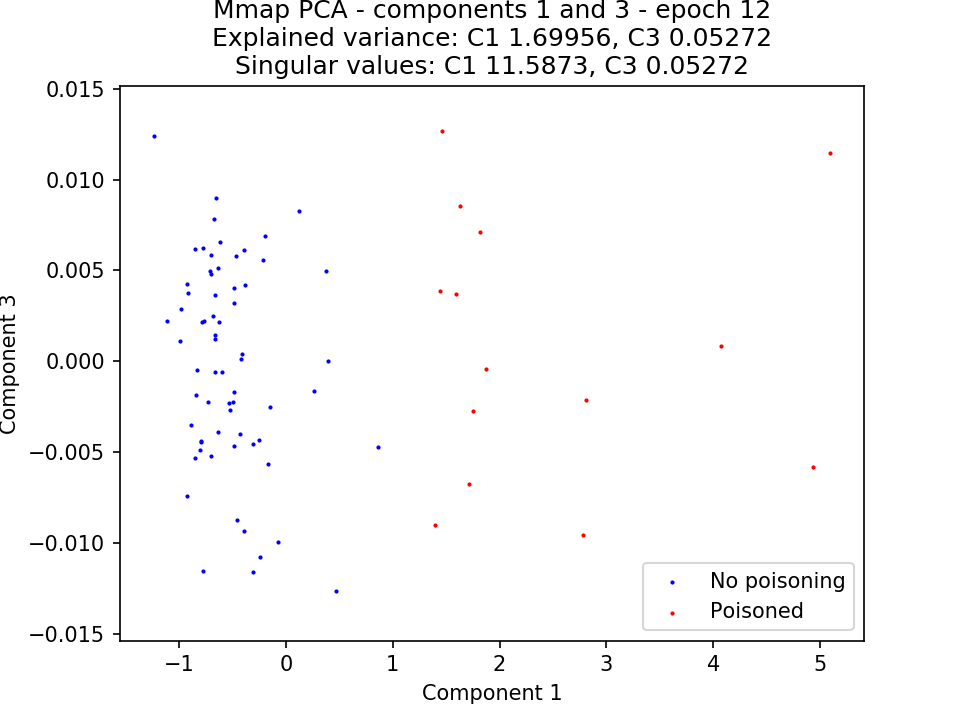 Mmap PCA - components 1 and 3 - epoch 12
Explained variance: C1 1.69956, C3 0.05272
Singular values: C1 11.5873, C3 0.05272
0.015
0.010
0.005
0.000
−0.005
−0.010
−0.015
Component 3
No poisoning
Poisoned
−1
0
1
2
3
4
5
Component 1